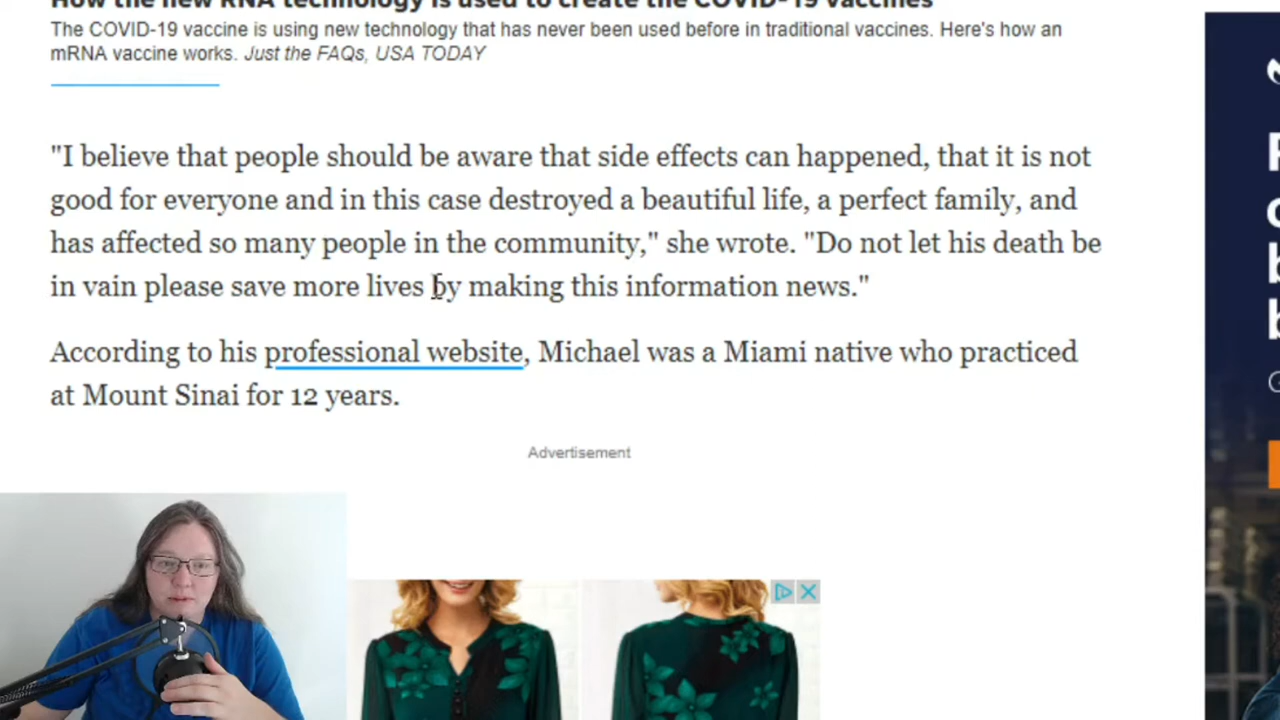 How the new RNA technology is used to create the COVID-19 vaccines
The COVID-19 vaccine is using new technology that has never been used before in traditional vaccines. Here's how an
mRNA vaccine works. Just the FAQs, USA TODAY
"I believe that people should be aware that side effects can happened, that it is not
good for everyone and in this case destroyed a beautiful life, a perfect family, and
has affected so many people in the community," she wrote. "Do not let his death be
in vain please save more lives by making this information news."
According to his professional website, Michael was a Miami native who practiced
at Mount Sinai for 12 years.
Advertisement